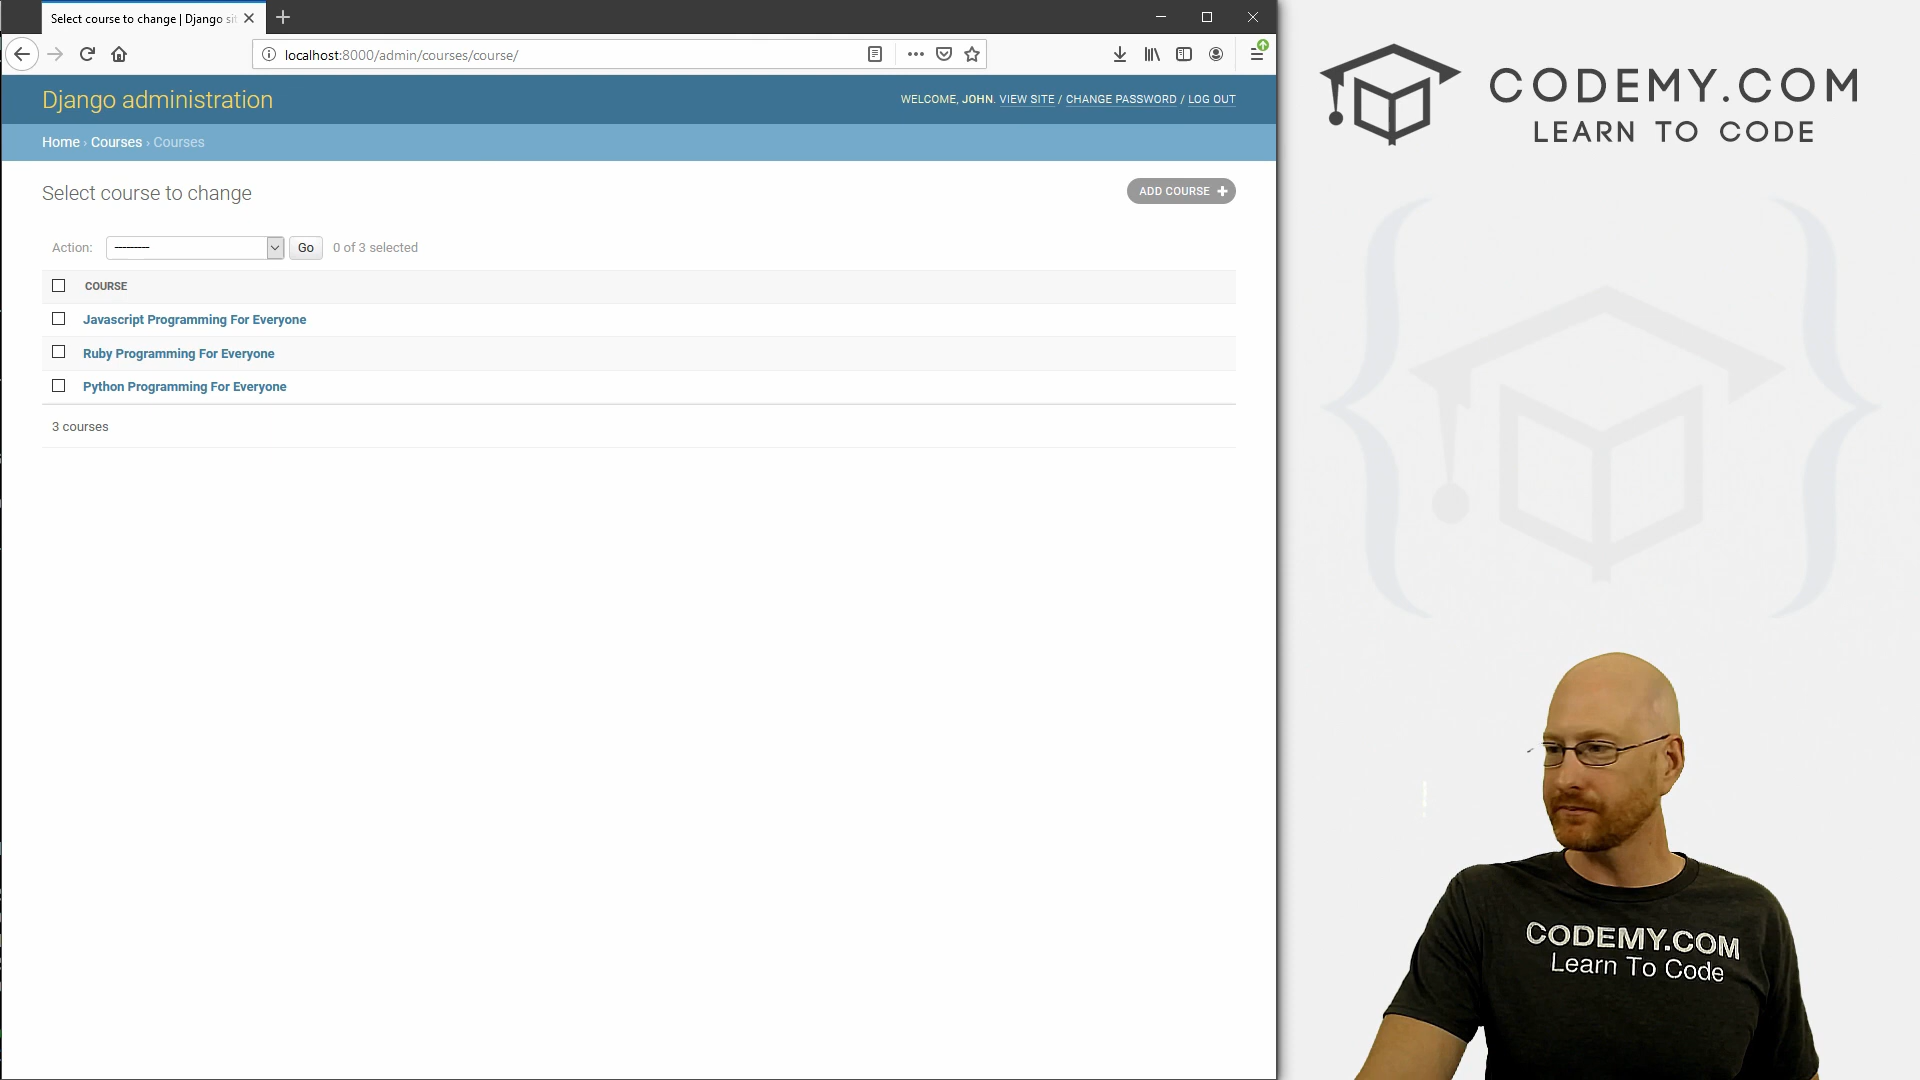 Select course to change | Django sit
localhost:8000/admin/courses/course/
Django administration
WELCOME, JOHN. VIEW SITE / CHANGE PASSWORD / LOG OUT
Home › Courses › Courses
Select course to change
ADD COURSE +
Action: --------- Go 0 of 3 selected
COURSE
Javascript Programming For Everyone
Ruby Programming For Everyone
Python Programming For Everyone
3 courses
CODEMY.COM
LEARN TO CODE
CODEMY.COM
Learn To Code